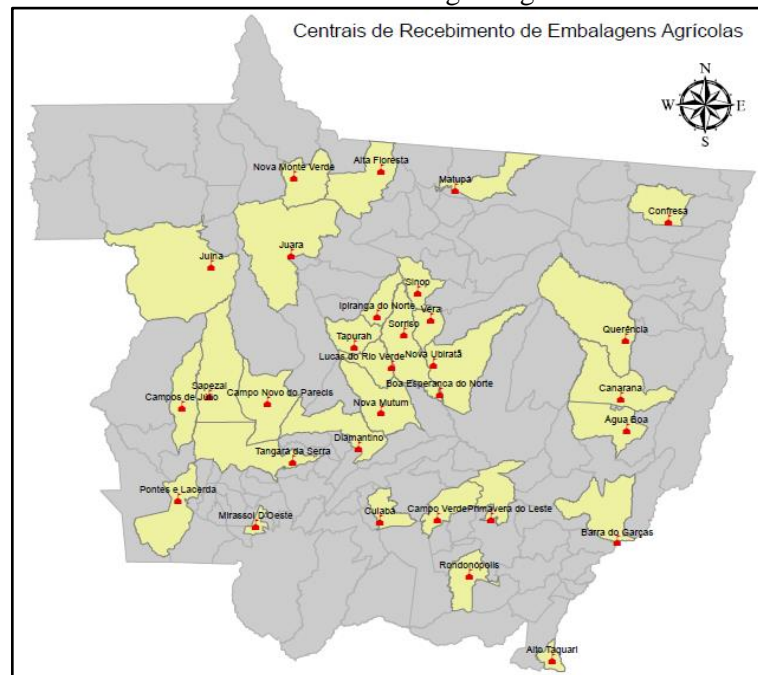 Centrais de Recebimento de Embalagens Agrícolas
N
W E
S
Nova Monte Verde
Alta Floresta
Matupá
Confresa
Juína
Juara
Sinop
Ipiranga do Norte
Vera
Sorriso
Tapurah
Querência
Lucas do Rio Verde
Nova Ubiratã
Boa Esperança do Norte
Sapezal
Campos de Júlio
Campo Novo do Parecis
Nova Mutum
Canarana
Água Boa
Diamantino
Tangará da Serra
Pontes e Lacerda
Mirassol D'Oeste
Cuiabá
Campo Verde
Primavera do Leste
Barra do Garças
Rondonópolis
Alto Taquari